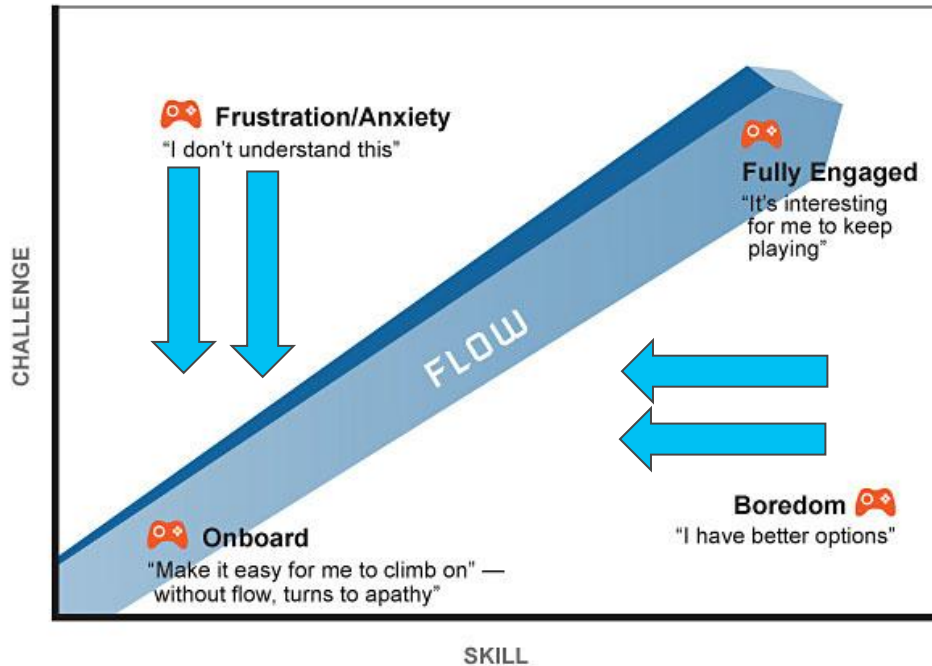 Frustration/Anxiety
“I don’t understand this”
Fully Engaged
“It’s interesting
for me to keep
playing”
CHALLENGE
FLOW
Boredom
“I have better options”
Onboard
“Make it easy for me to climb on” —
without flow, turns to apathy”
SKILL